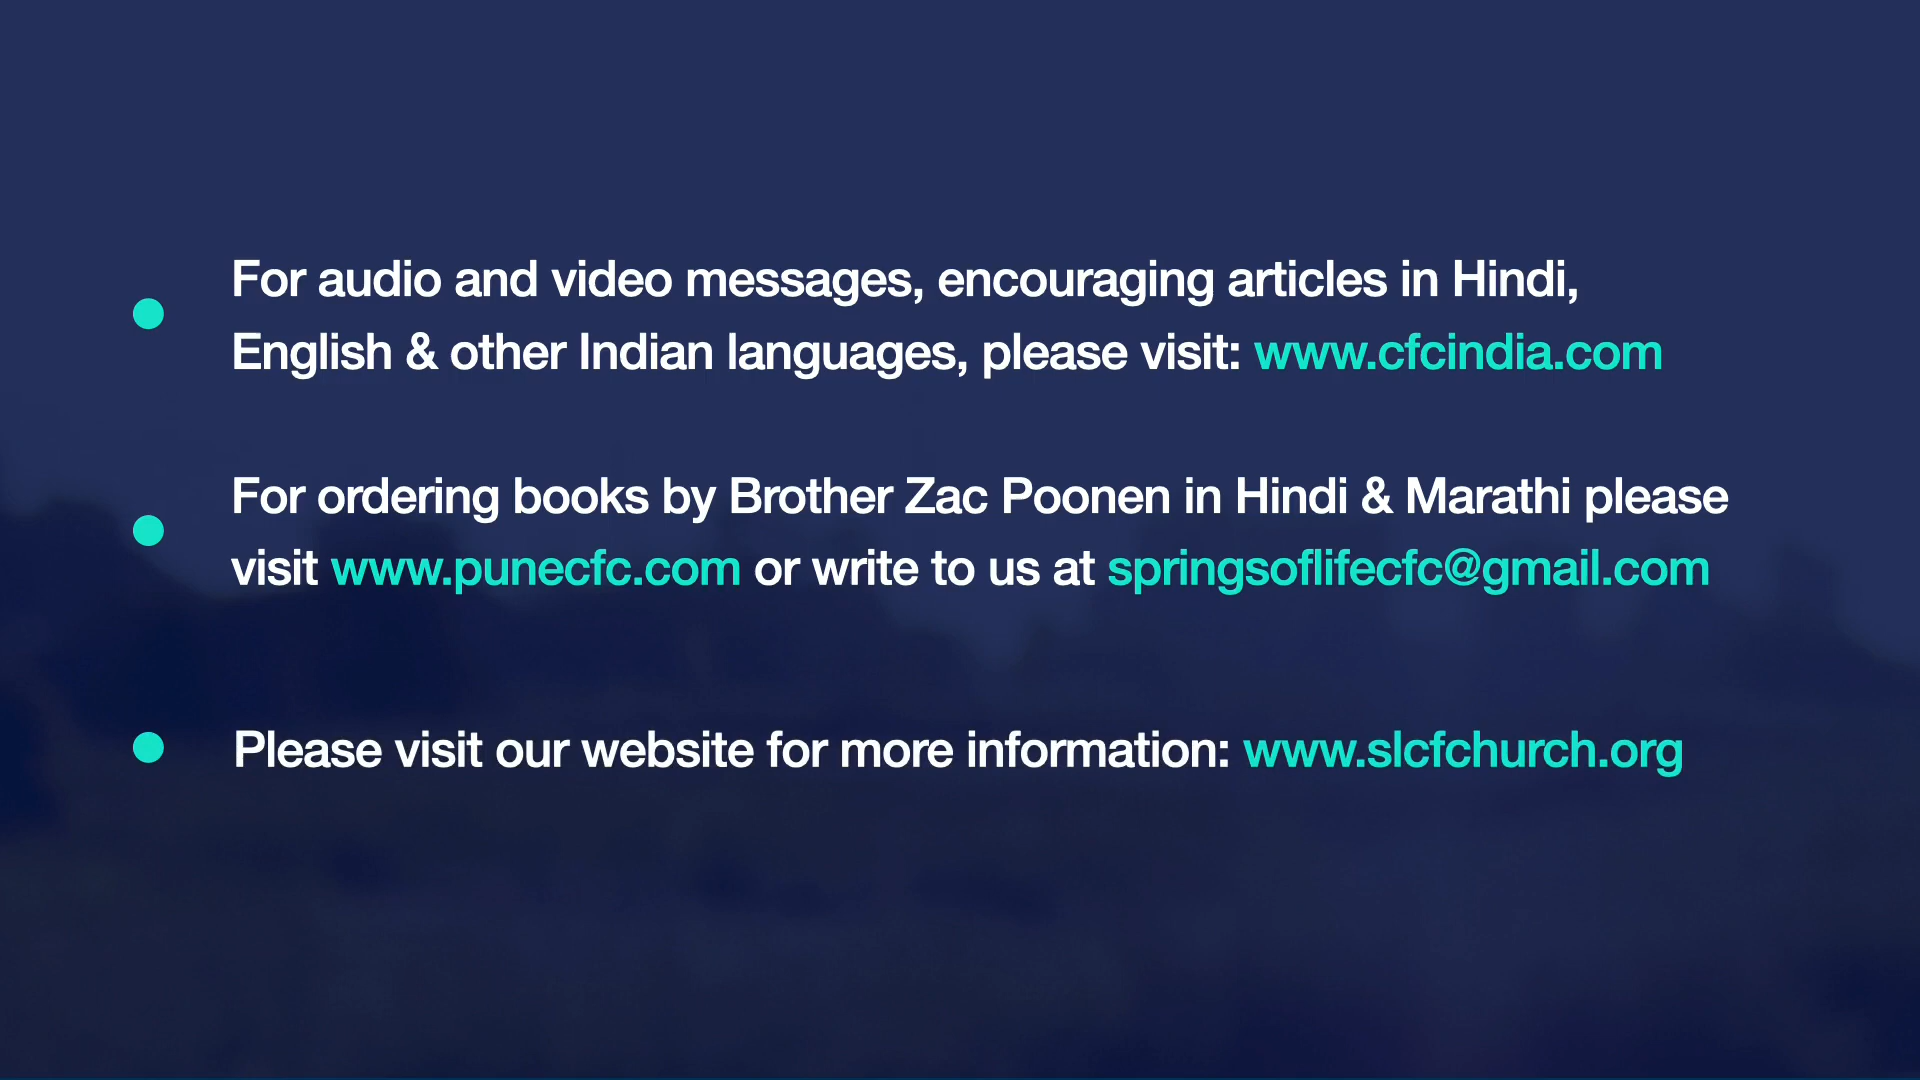 For audio and video messages, encouraging articles in Hindi,
English & other Indian languages, please visit: www.cfcindia.com
For ordering books by Brother Zac Poonen in Hindi & Marathi please
visit www.punecfc.com or write to us at springsoflifecfc@gmail.com
Please visit our website for more information: www.slcfchurch.org